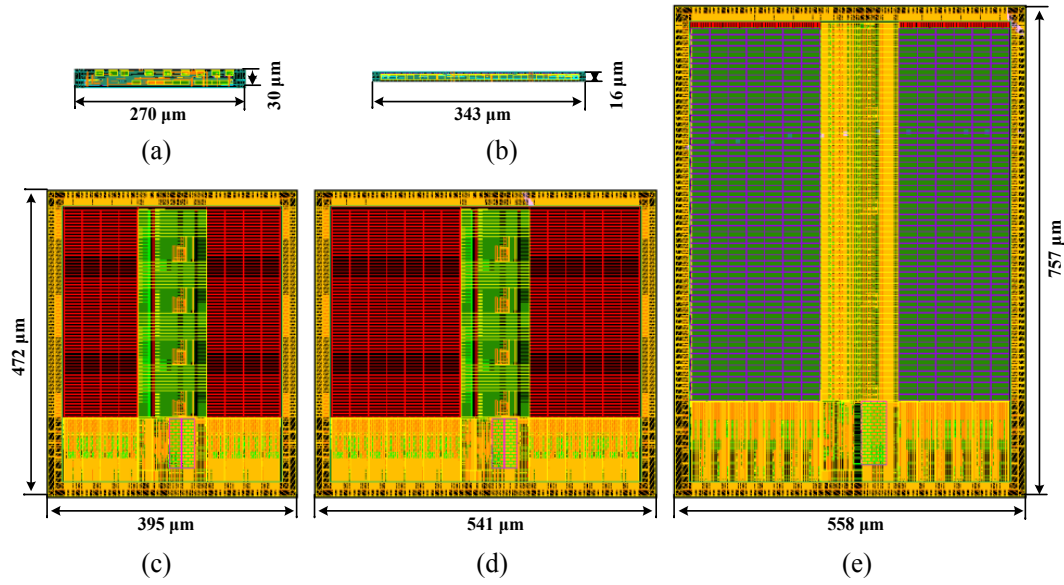 30 µm
270 µm
(a)
16 µm
343 µm
(b)
472 µm
395 µm
(c)
541 µm
(d)
757 µm
558 µm
(e)